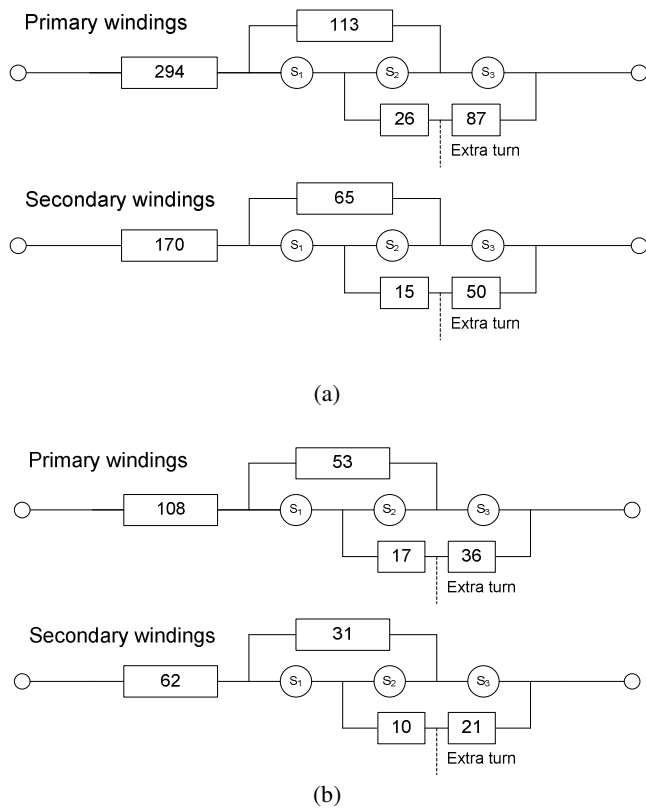 Primary windings
113
294
S₁
S₂
S₃
26
87
Extra turn
Secondary windings
65
170
S₁
S₂
S₃
15
50
Extra turn
(a)
Primary windings
53
108
S₁
S₂
S₃
17
36
Extra turn
Secondary windings
31
62
S₁
S₂
S₃
10
21
Extra turn
(b)